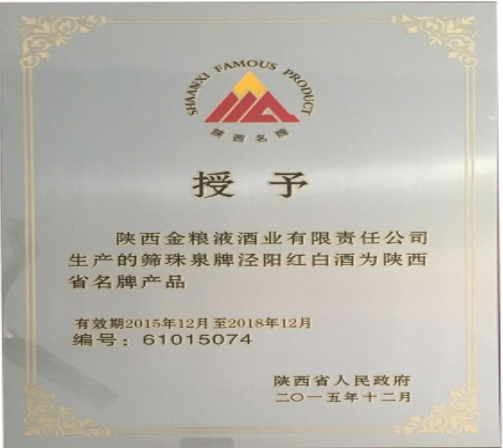 SHAANXI FAMOUS PRODUCT
陕西名牌
授予
陕西金粮液酒业有限责任公司
生产的筛珠泉牌泾阳红白酒为陕西
省名牌产品
有效期2015年12月至2018年12月
编号：61015074
陕西省人民政府
二〇一五年十二月